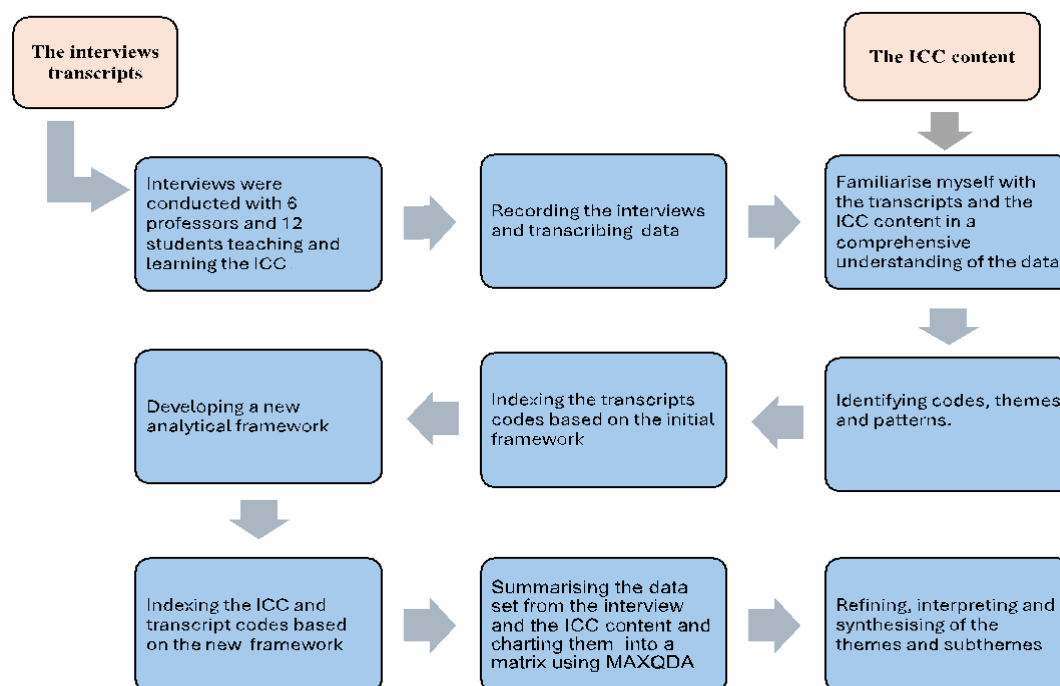 The interviews
transcripts
The ICC content
Interviews were
conducted with 6
professors and 12
students teaching and
learning the ICC
Recording the interviews
and transcribing data
Familiarise myself with
the transcripts and the
ICC content in a
comprehensive
understanding of the data
Identifying codes, themes
and patterns.
Indexing the transcripts
codes based on the initial
framework
Developing a new
analytical framework
Indexing the ICC and
transcript codes based
on the new framework
Summarising the data
set from the interview
and the ICC content and
charting them into a
matrix using MAXQDA
Refining, interpreting and
synthesising of the
themes and subthemes